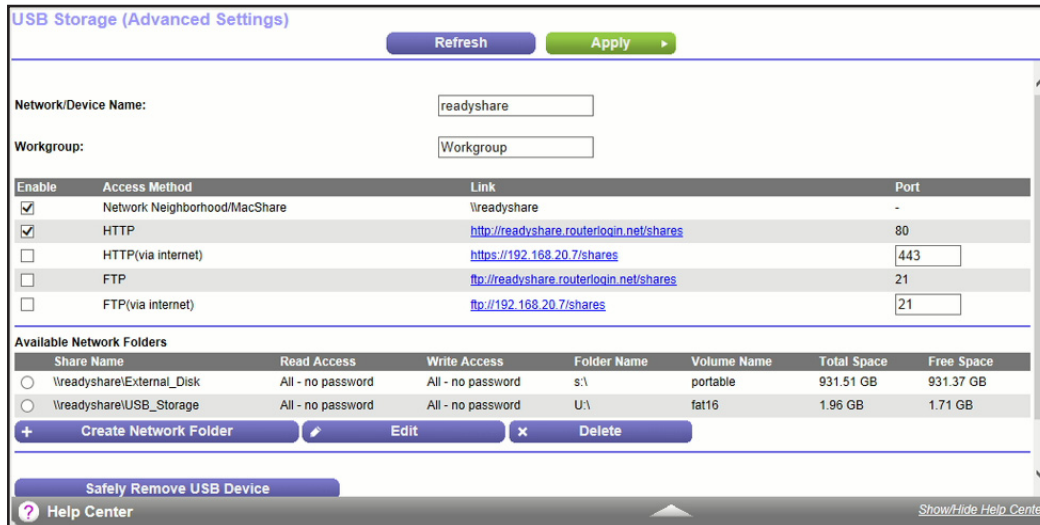 USB Storage (Advanced Settings)
Refresh Apply
Network/Device Name: readyshare
Workgroup: Workgroup
Enable Access Method Link Port
Network Neighborhood/MacShare \\readyshare -
HTTP http://readyshare.routerlogin.net/shares 80
HTTP(via internet) https://192.168.20.7/shares 443
FTP ftp://readyshare.routerlogin.net/shares 21
FTP(via internet) ftp://192.168.20.7/shares 21
Available Network Folders
Share Name Read Access Write Access Folder Name Volume Name Total Space Free Space
\\readyshare\External_Disk All - no password All - no password s:\ portable 931.51 GB 931.37 GB
\\readyshare\USB_Storage All - no password All - no password U:\ fat16 1.96 GB 1.71 GB
+ Create Network Folder Edit × Delete
Safely Remove USB Device
? Help Center Show/Hide Help Cente